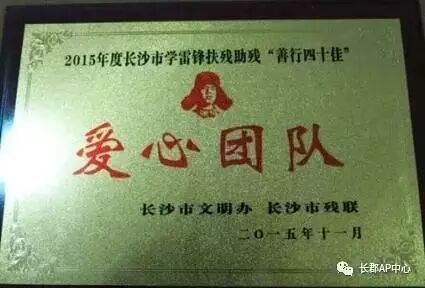 2015年度长沙市学雷锋扶残助残“善行四十佳”
爱心团队
长沙市文明办 长沙市残联
二〇一五年十一月
长郡AP中心